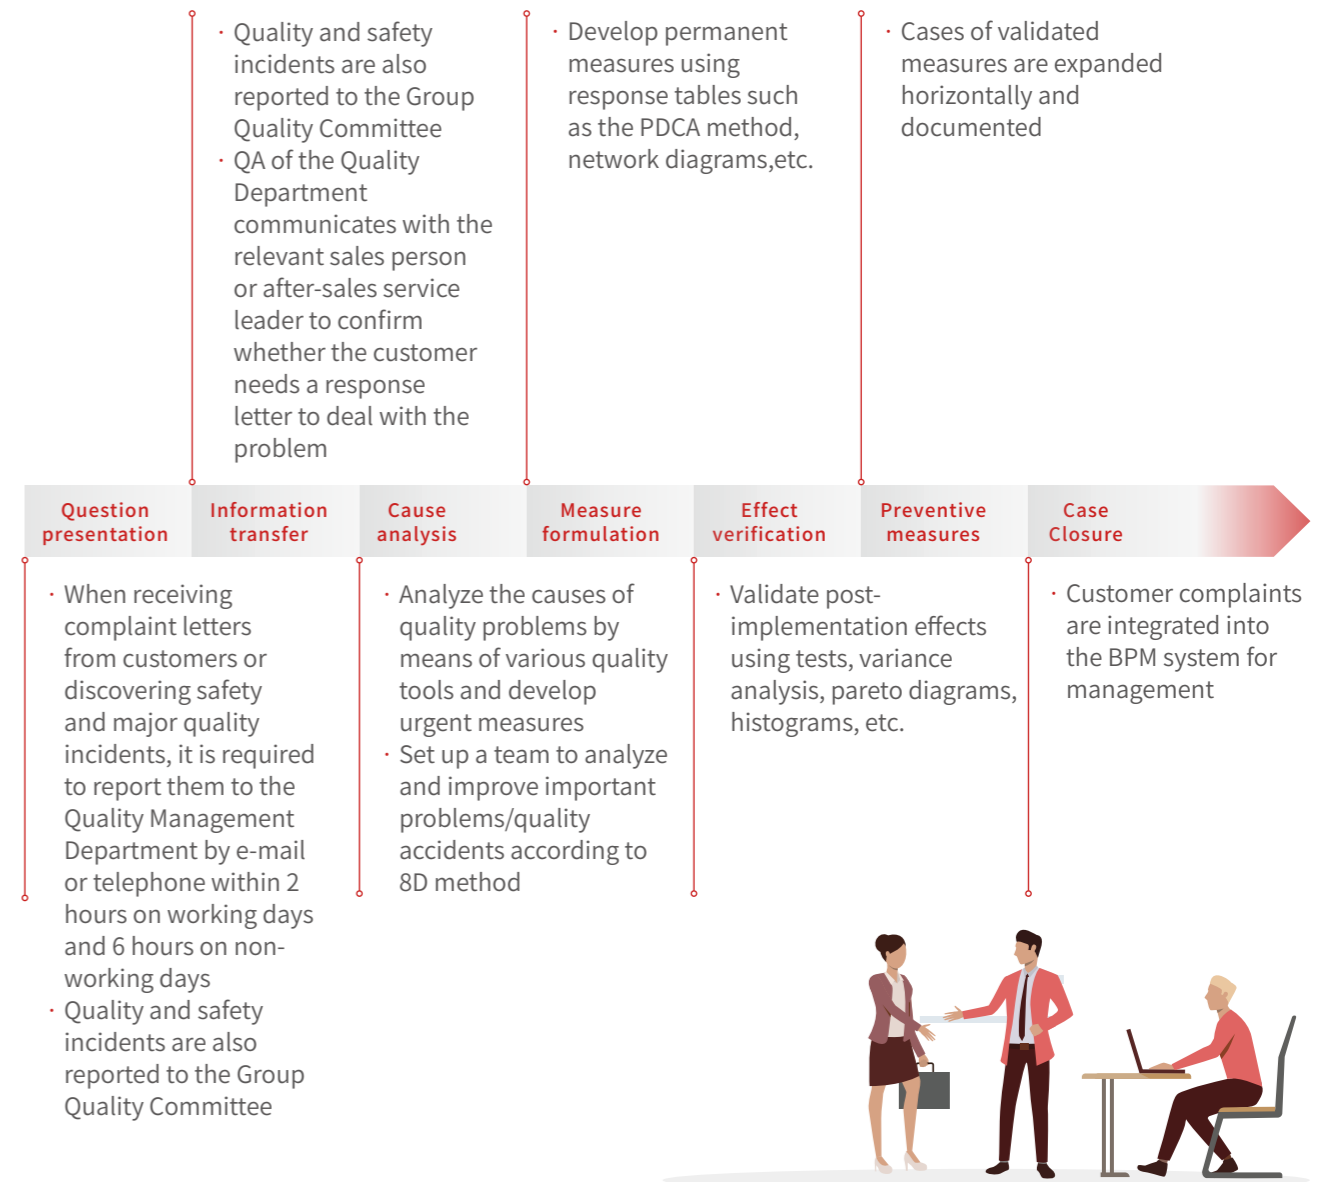 · Quality and safety
incidents are also
reported to the Group
Quality Committee
· QA of the Quality
Department
communicates with the
relevant sales person
or after-sales service
leader to confirm
whether the customer
needs a response
letter to deal with the
problem
· Develop permanent
measures using
response tables such
as the PDCA method,
network diagrams,etc.
· Cases of validated
measures are expanded
horizontally and
documented
Question
presentation
Information
transfer
Cause
analysis
Measure
formulation
Effect
verification
Preventive
measures
Case
Closure
· When receiving
complaint letters
from customers or
discovering safety
and major quality
incidents, it is required
to report them to the
Quality Management
Department by e-mail
or telephone within 2
hours on working days
and 6 hours on non-
working days
· Quality and safety
incidents are also
reported to the Group
Quality Committee
· Analyze the causes of
quality problems by
means of various quality
tools and develop
urgent measures
· Set up a team to analyze
and improve important
problems/quality
accidents according to
8D method
· Validate post-
implementation effects
using tests, variance
analysis, pareto diagrams,
histograms, etc.
· Customer complaints
are integrated into
the BPM system for
management